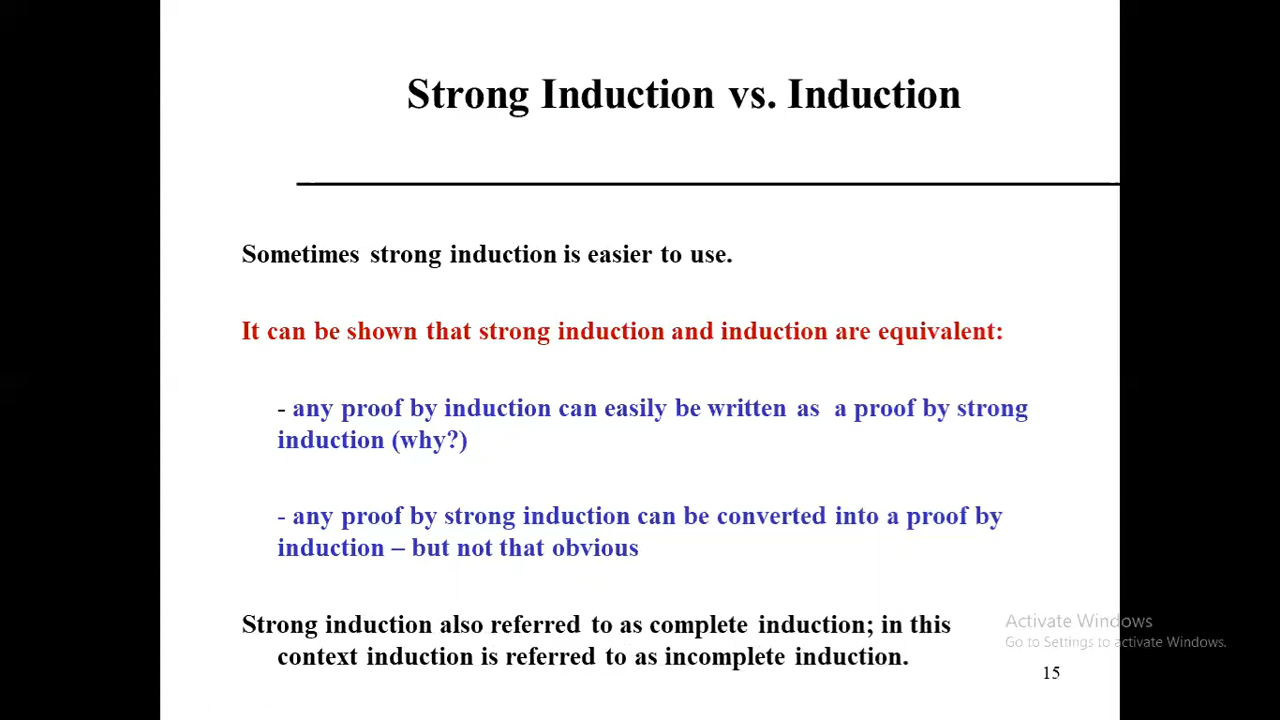 Strong Induction vs. Induction
Sometimes strong induction is easier to use.
It can be shown that strong induction and induction are equivalent:
- any proof by induction can easily be written as a proof by strong
induction (why?)
- any proof by strong induction can be converted into a proof by
induction – but not that obvious
Strong induction also referred to as complete induction; in this
context induction is referred to as incomplete induction.
Activate Windows
Go to Settings to activate Windows.
15